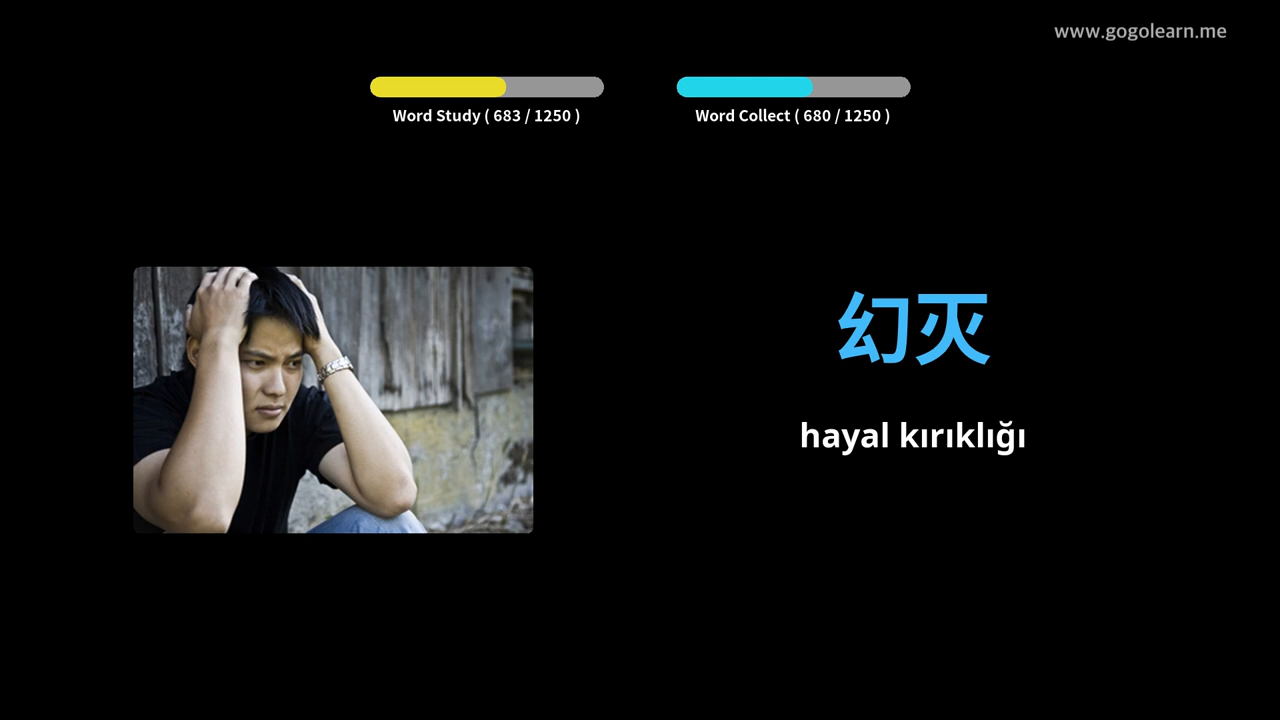 www.gogolearn.me
Word Study ( 683 / 1250 )
Word Collect ( 680 / 1250 )
幻灭
hayal kırıklığı